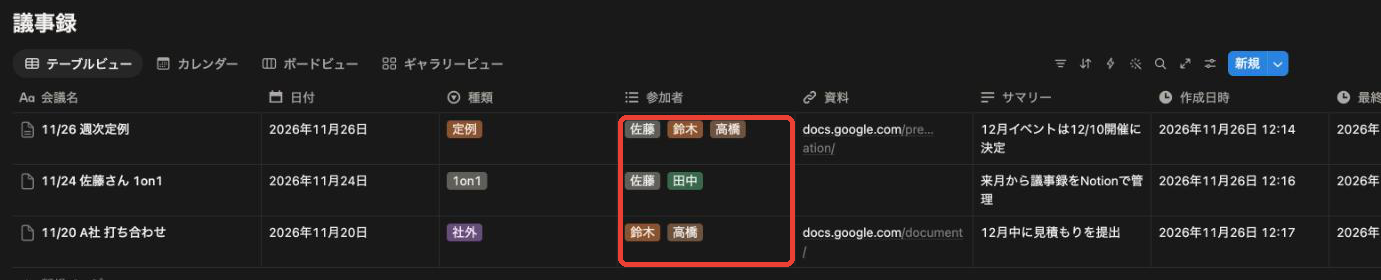 議事録
テーブルビュー カレンダー ボードビュー ギャラリービュー 新規
Aa 会議名 日付 種類 参加者 資料 サマリー 作成日時 最終
11/26 週次定例 2026年11月26日 定例 佐藤 鈴木 高橋 docs.google.com/pre... 12月イベントは12/10開催に 2026年11月26日 12:14 2026年
ation/ 決定
11/24 佐藤さん 1on1 2026年11月24日 1on1 佐藤 田中 来月から議事録をNotionで管 2026年11月26日 12:16 2026年
理
11/20 A社 打ち合わせ 2026年11月20日 社外 鈴木 高橋 docs.google.com/document 12月中に見積もりを提出 2026年11月26日 12:17 2026年
/